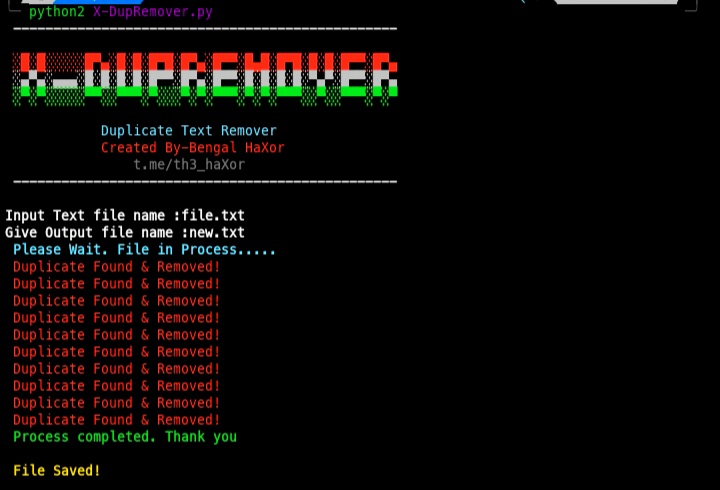 python2 X-DupRemover.py
X-DUPREMOVER
Duplicate Text Remover
Created By-Bengal HaXor
t.me/th3_haXor
Input Text file name :file.txt
Give Output file name :new.txt
Please Wait. File in Process.....
Duplicate Found & Removed!
Duplicate Found & Removed!
Duplicate Found & Removed!
Duplicate Found & Removed!
Duplicate Found & Removed!
Duplicate Found & Removed!
Duplicate Found & Removed!
Duplicate Found & Removed!
Duplicate Found & Removed!
Duplicate Found & Removed!
Process completed. Thank you
File Saved!